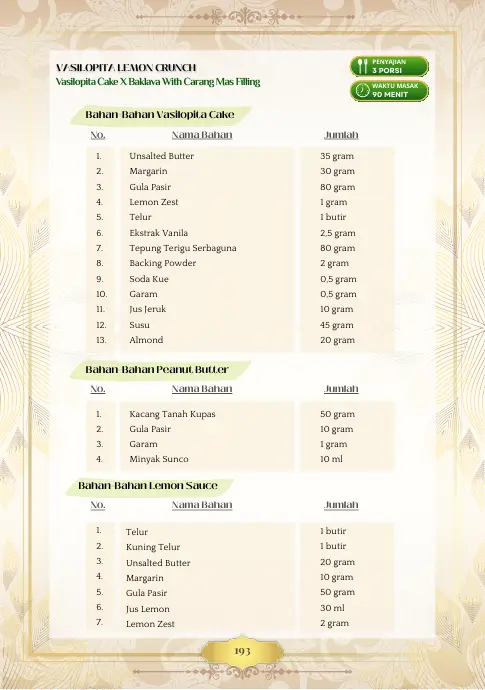 VASILOPITA LEMON CRUNCH
Vasilopita Cake X Baklava With Carang Mas Filling
PENYAJIAN
3 PORSI
WAKTU MASAK
90 MENIT
Bahan-Bahan Vasilopita Cake
No. Nama Bahan Jumlah
1. Unsalted Butter 35 gram
2. Margarin 30 gram
3. Gula Pasir 80 gram
4. Lemon Zest 1 gram
5. Telur 1 butir
6. Ekstrak Vanila 2,5 gram
7. Tepung Terigu Serbaguna 80 gram
8. Backing Powder 2 gram
9. Soda Kue 0,5 gram
10. Garam 0,5 gram
11. Jus Jeruk 10 gram
12. Susu 45 gram
13. Almond 20 gram
Bahan-Bahan Peanut Butter
No. Nama Bahan Jumlah
1. Kacang Tanah Kupas 50 gram
2. Gula Pasir 10 gram
3. Garam 1 gram
4. Minyak Sunco 10 ml
Bahan-Bahan Lemon Sauce
No. Nama Bahan Jumlah
1. Telur 1 butir
2. Kuning Telur 1 butir
3. Unsalted Butter 20 gram
4. Margarin 10 gram
5. Gula Pasir 50 gram
6. Jus Lemon 30 ml
7. Lemon Zest 2 gram
193